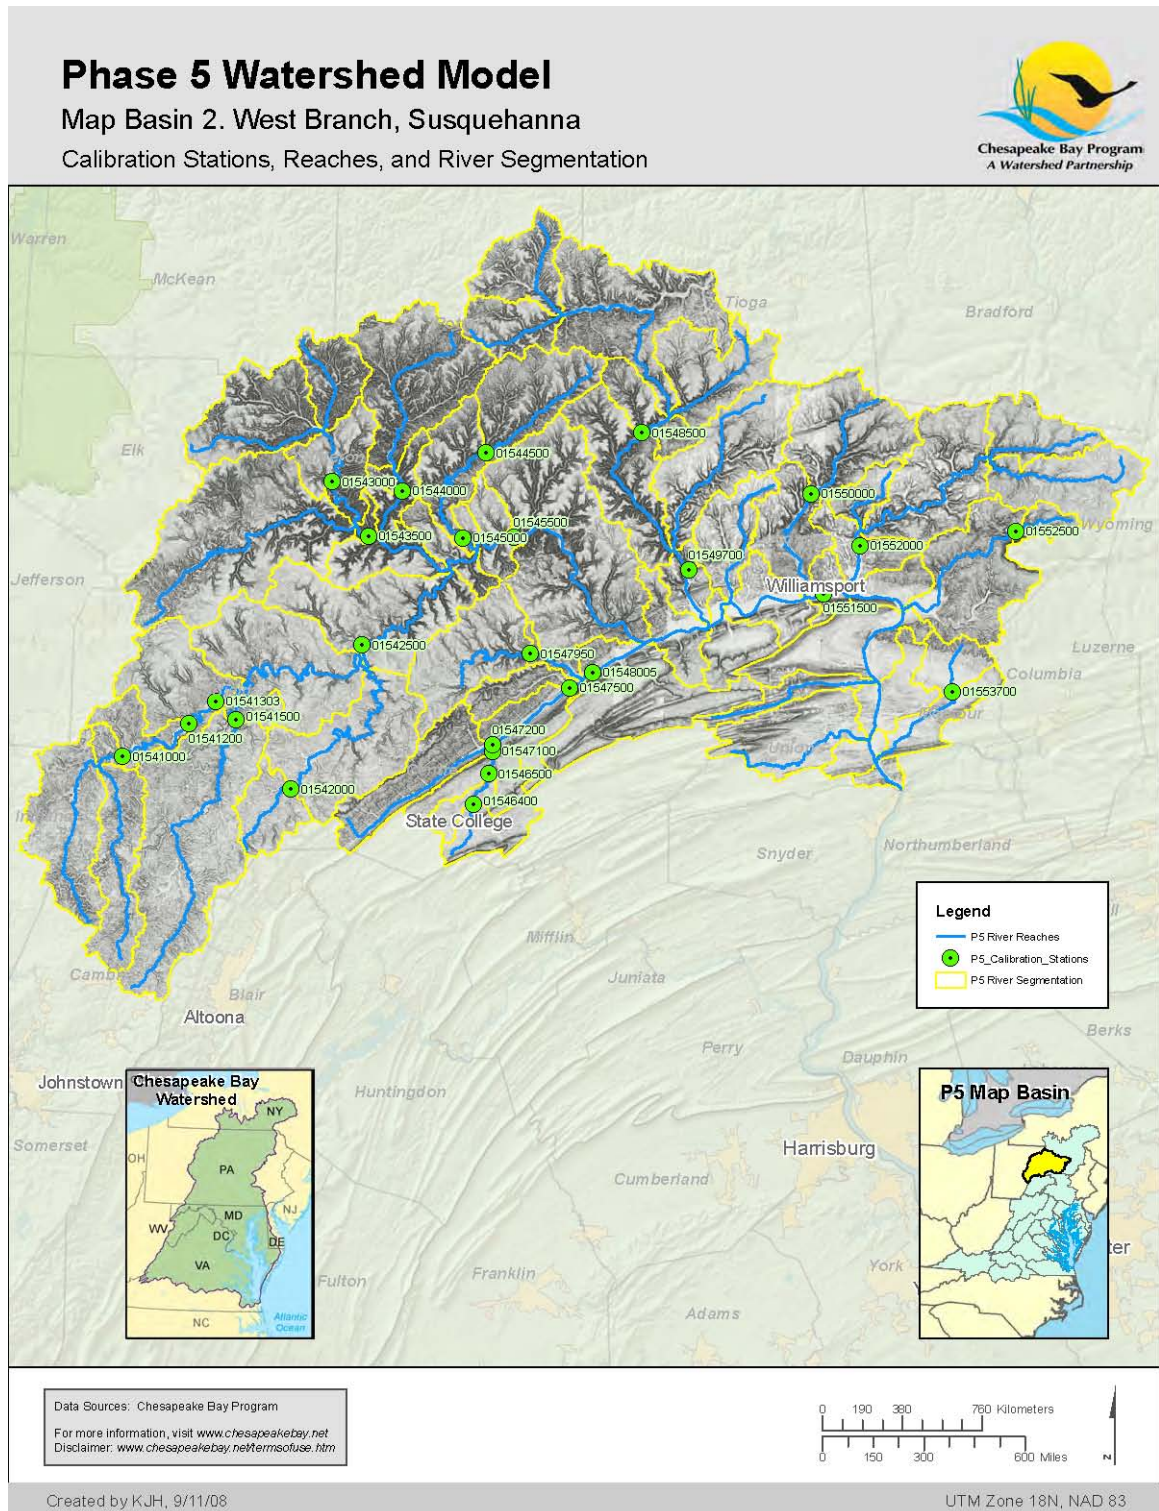 Phase 5 Watershed Model
Map Basin 2. West Branch, Susquehanna
Calibration Stations, Reaches, and River Segmentation
Chesapeake Bay Program
A Watershed Partnership
Warren
McKean
Tioga
Bradford
Elk
01548500
01544500
01543000
01544000
01550000
01545500
Wyoming
01552500
01543500
01545000
01552000
01549700
Jefferson
Williamsport
01551500
01542500
Luzerne
01547950
01548005
Columbia
01547500
01541303
01553700
01541500
01541200
Union
01547200
01547100
01541000
01546500
01542000
01546400
State College
Northumberland
Snyder
Legend
P5 River Reaches
P5_Calibration_Stations
P5 River Segmentation
Mifflin
Juniata
Blair
Altoona
Berks
Perry
Dauphin
Johnstown
Chesapeake Bay
Watershed
Huntingdon
P5 Map Basin
NY
Somerset
OH
Harrisburg
PA
Cumberland
NJ
MD
WV
DC
DE
VA
ter
York
Fulton
Franklin
Adams
Atlantic
Ocean
NC
Data Sources: Chesapeake Bay Program
For more information, visit www.chesapeakebay.net
Disclaimer: www.chesapeakebay.net/termsofuse.htm
0 190 380 760 Kilometers
0 150 300 600 Miles
N
Created by KJH, 9/11/08
UTM Zone 18N, NAD 83